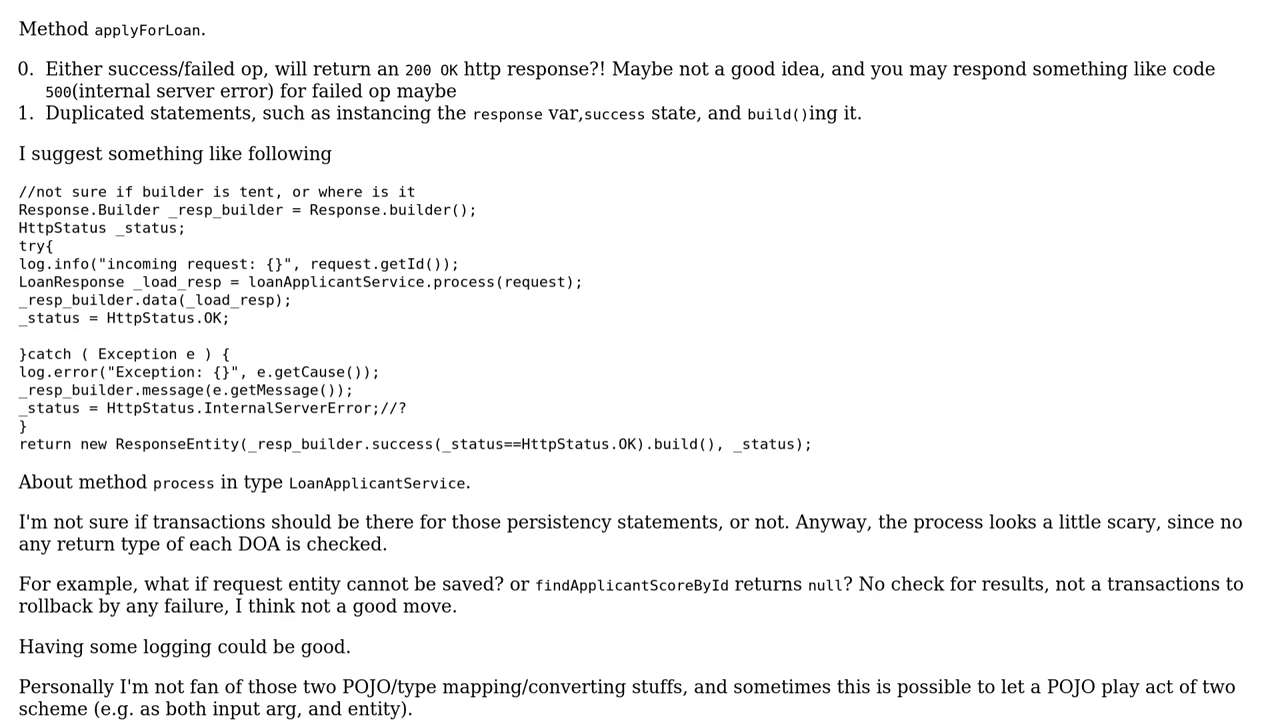 Method applyForLoan.
0. Either success/failed op, will return an 200 OK http response?! Maybe not a good idea, and you may respond something like code
500(internal server error) for failed op maybe
1. Duplicated statements, such as instancing the response var,success state, and build()ing it.
I suggest something like following
//not sure if builder is tent, or where is it
Response.Builder _resp_builder = Response.builder();
HttpStatus _status;
try{
log.info("incoming request: {}", request.getId());
LoanResponse _load_resp = loanApplicantService.process(request);
_resp_builder.data(_load_resp);
_status = HttpStatus.OK;
}catch ( Exception e ) {
log.error("Exception: {}", e.getCause());
_resp_builder.message(e.getMessage());
_status = HttpStatus.InternalServerError;//?
}
return new ResponseEntity(_resp_builder.success(_status==HttpStatus.OK).build(), _status);
About method process in type LoanApplicantService.
I'm not sure if transactions should be there for those persistency statements, or not. Anyway, the process looks a little scary, since no
any return type of each DOA is checked.
For example, what if request entity cannot be saved? or findApplicantScoreById returns null? No check for results, not a transactions to
rollback by any failure, I think not a good move.
Having some logging could be good.
Personally I'm not fan of those two POJO/type mapping/converting stuffs, and sometimes this is possible to let a POJO play act of two
scheme (e.g. as both input arg, and entity).